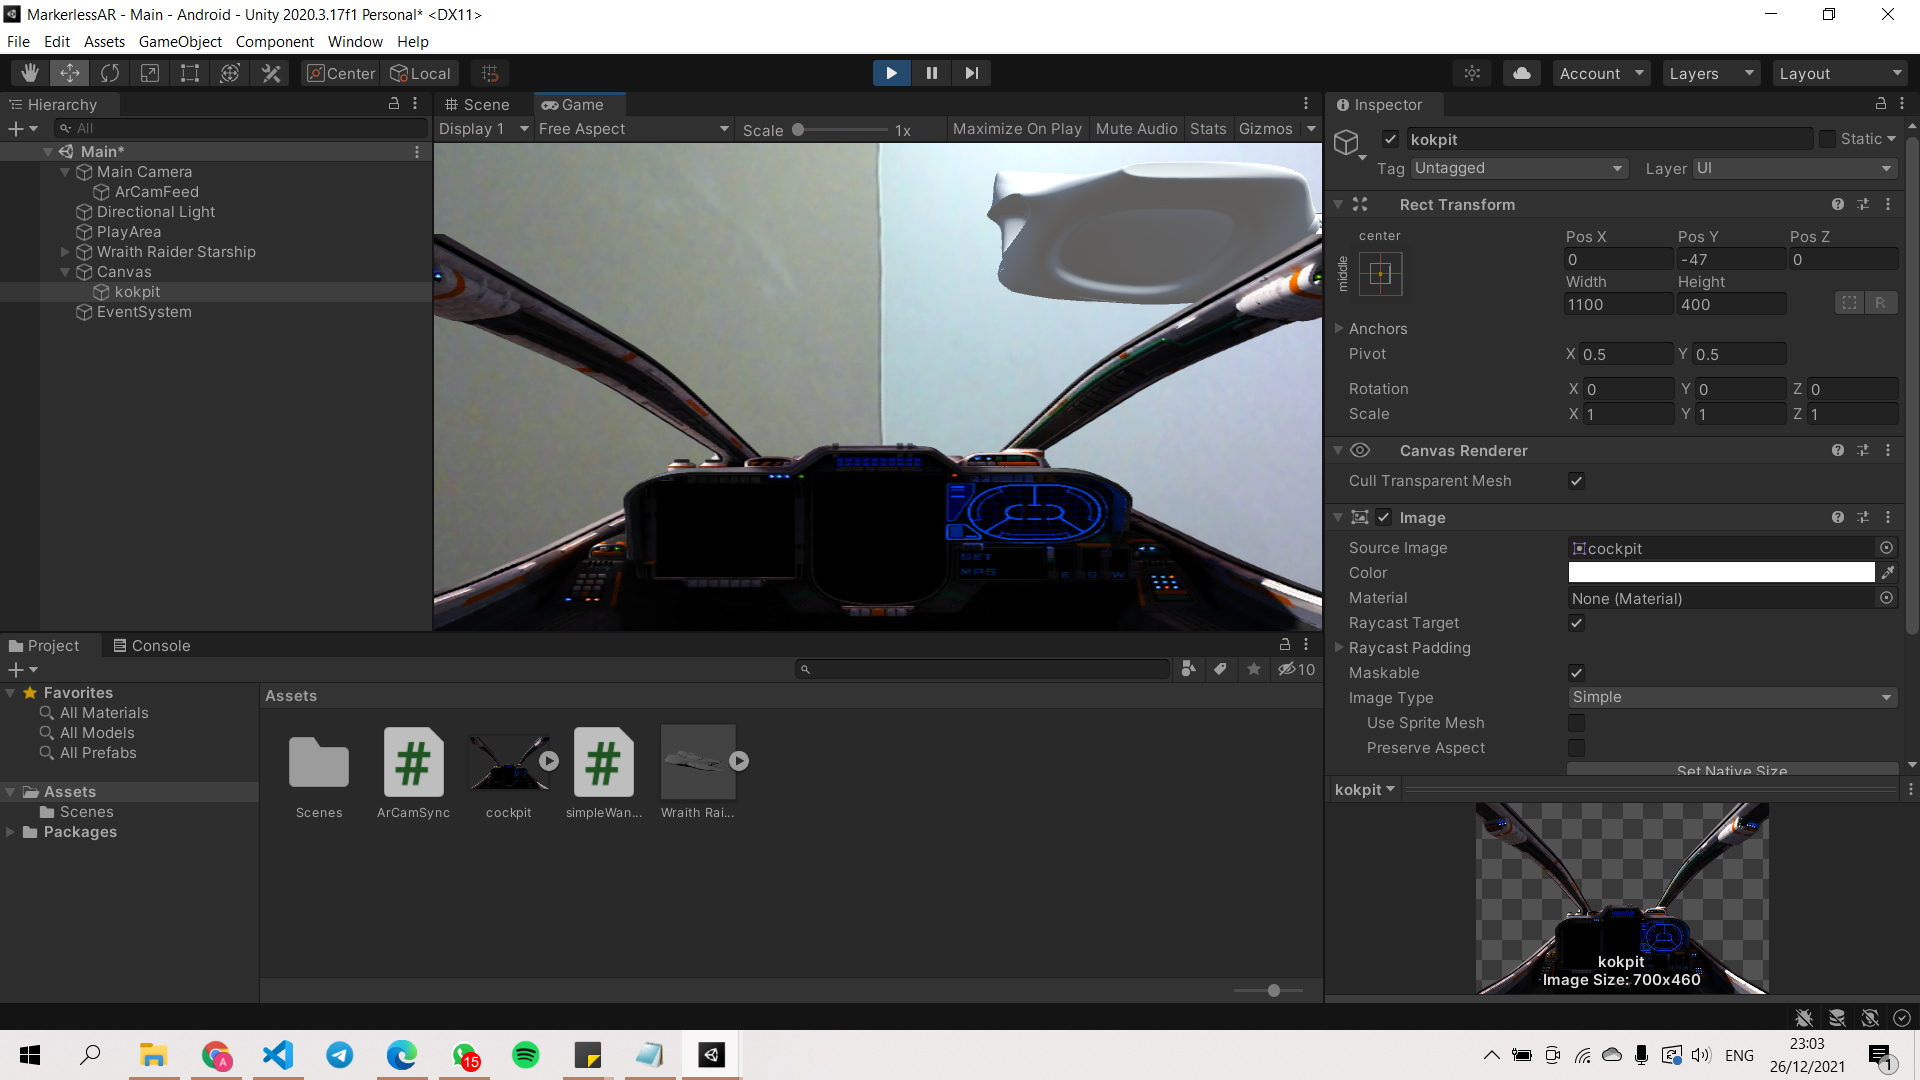 MarkerlessAR - Main - Android - Unity 2020.3.17f1 Personal* <DX11>
File Edit Assets GameObject Component Window Help
Center Local Account Layers Layout
Hierarchy
All
Main*
Main Camera
ArCamFeed
Directional Light
PlayArea
Wraith Raider Starship
Canvas
kokpit
EventSystem
Scene Game
Display 1 Free Aspect Scale 1x Maximize On Play Mute Audio Stats Gizmos
SET
MPS
E S W
Inspector
kokpit Static
Tag Untagged Layer UI
Rect Transform
center
middle
Pos X Pos Y Pos Z
0 -47 0
Width Height
1100 400
R
Anchors
Pivot X 0.5 Y 0.5
Rotation X 0 Y 0 Z 0
Scale X 1 Y 1 Z 1
Canvas Renderer
Cull Transparent Mesh
Image
Source Image cockpit
Color
Material None (Material)
Raycast Target
Raycast Padding
Maskable
Image Type Simple
Use Sprite Mesh
Preserve Aspect
Set Native Size
kokpit
kokpit
Image Size: 700x460
Project Console
10
Favorites
All Materials
All Models
All Prefabs
Assets
Scenes
Packages
Assets
Scenes ArCamSync cockpit simpleWan... Wraith Rai...
A
15
ENG
23:03
26/12/2021
1